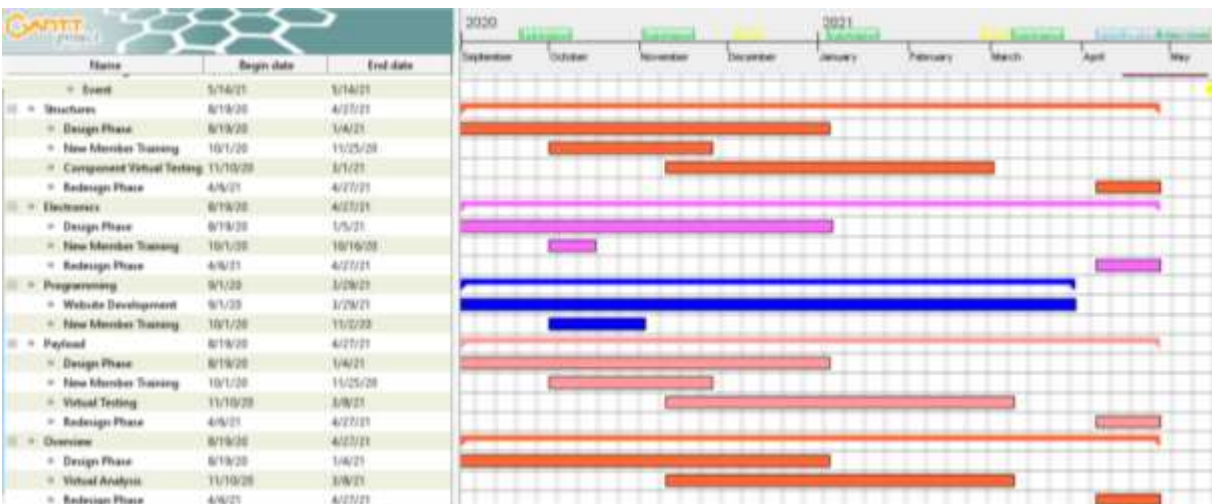 GANTT project
2020 2021
Name Begin date End date September October November December January February March April May
Event 5/14/21 5/14/21
Structures 8/19/20 4/27/21
Design Phase 8/19/20 1/4/21
New Member Training 10/1/20 11/25/20
Component Virtual Testing 11/10/20 3/1/21
Redesign Phase 4/6/21 4/27/21
Electronics 8/19/20 4/27/21
Design Phase 8/19/20 1/5/21
New Member Training 10/1/20 10/16/20
Redesign Phase 4/6/21 4/27/21
Programming 9/1/20 3/29/21
Website Development 9/1/20 3/29/21
New Member Training 10/1/20 11/2/20
Payload 8/19/20 4/27/21
Design Phase 8/19/20 1/4/21
New Member Training 10/1/20 11/25/20
Virtual Testing 11/10/20 3/8/21
Redesign Phase 4/6/21 4/27/21
Overview 8/19/20 4/27/21
Design Phase 8/19/20 1/4/21
Virtual Analysis 11/10/20 3/8/21
Redesign Phase 4/6/21 4/27/21